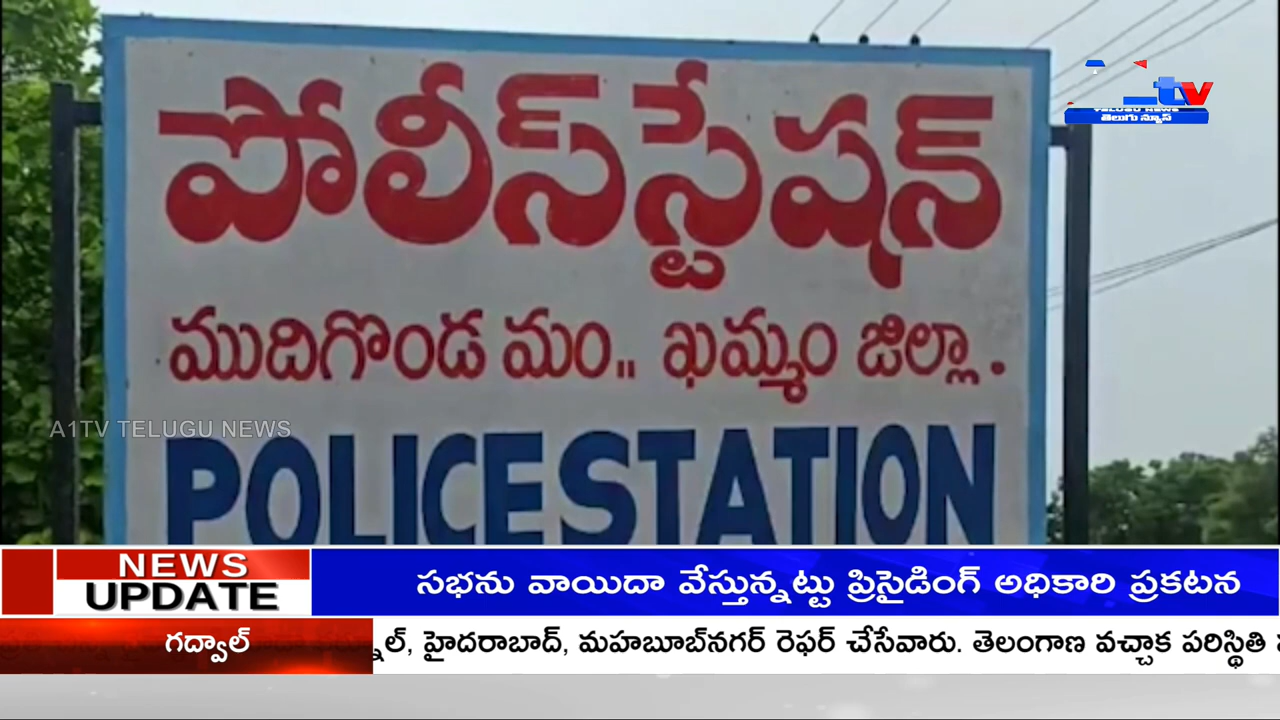 పోలీస్‌స్టేషన్
ముదిగొండ మం.. ఖమ్మం జిల్లా.
POLICE STATION
tv
తెలుగు న్యూస్
A1TV TELUGU NEWS
NEWS
UPDATE
సభను వాయిదా వేస్తున్నట్టు ప్రిసైడింగ్ అధికారి ప్రకటన
గద్వాల్
హైదరాబాద్, మహబూబ్‌నగర్ రెఫర్ చేసేవారు. తెలంగాణ వచ్చాక పరిస్థితి